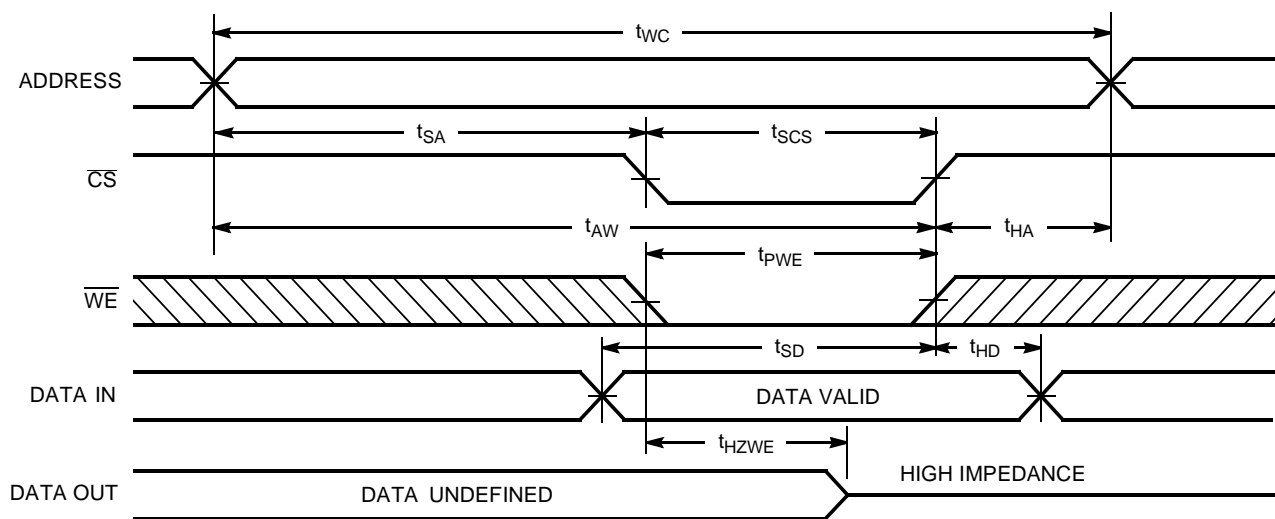 tWC
ADDRESS
tSA
tSCS
CS
tAW
tHA
tPWE
WE
tSD
tHD
DATA IN
DATA VALID
tHZWE
DATA OUT
DATA UNDEFINED
HIGH IMPEDANCE